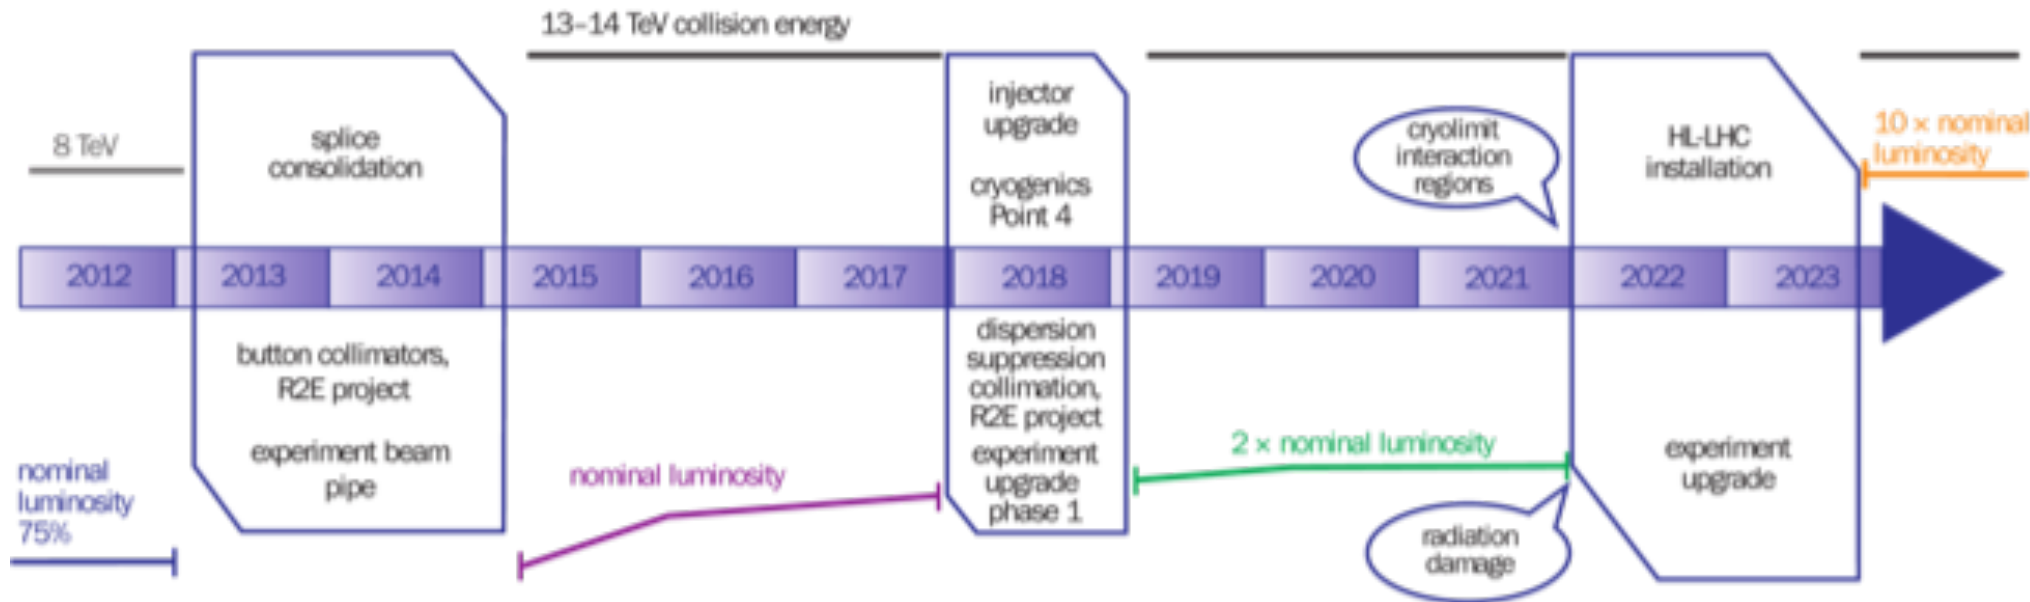 13–14 TeV collision energy
8 TeV
splice
consolidation
injector
upgrade
cryogenics
Point 4
cryolimit
interaction
regions
HL-LHC
installation
10 × nominal
luminosity
2012
2013
2014
2015
2016
2017
2018
2019
2020
2021
2022
2023
button collimators,
R2E project
experiment beam
pipe
nominal
luminosity
75%
nominal luminosity
dispersion
suppression
collimation,
R2E project
experiment
upgrade
phase 1
2 × nominal luminosity
radiation
damage
experiment
upgrade